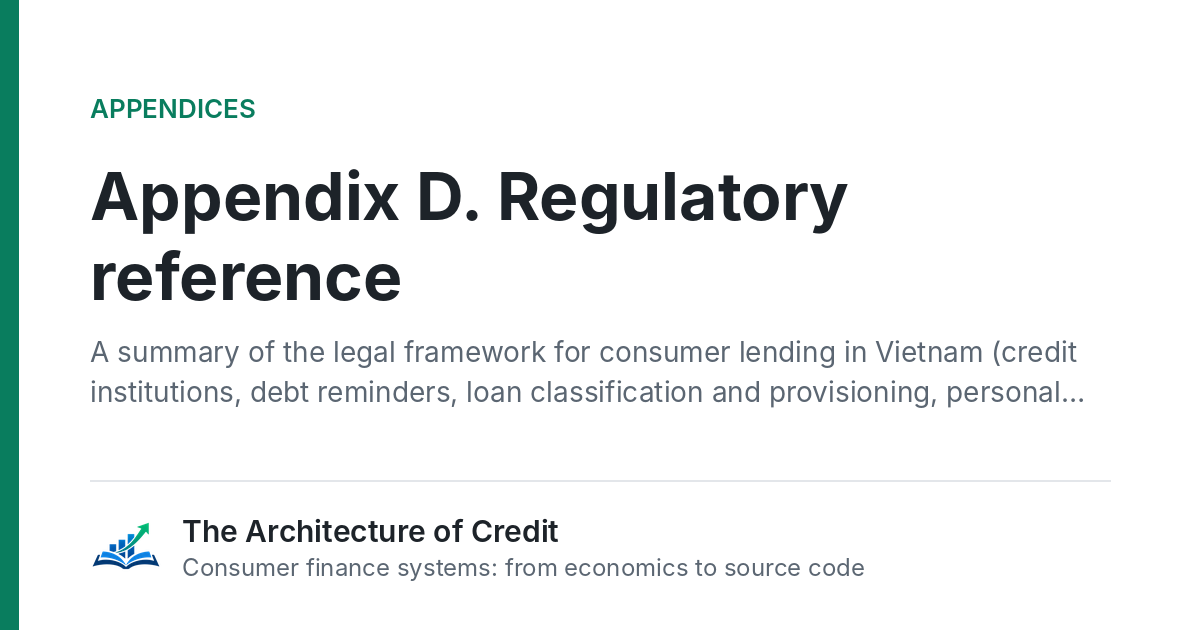 APPENDICES
Appendix D. Regulatory
reference
A summary of the legal framework for consumer lending in Vietnam (credit
institutions, debt reminders, loan classification and provisioning, personal...
The Architecture of Credit
Consumer finance systems: from economics to source code